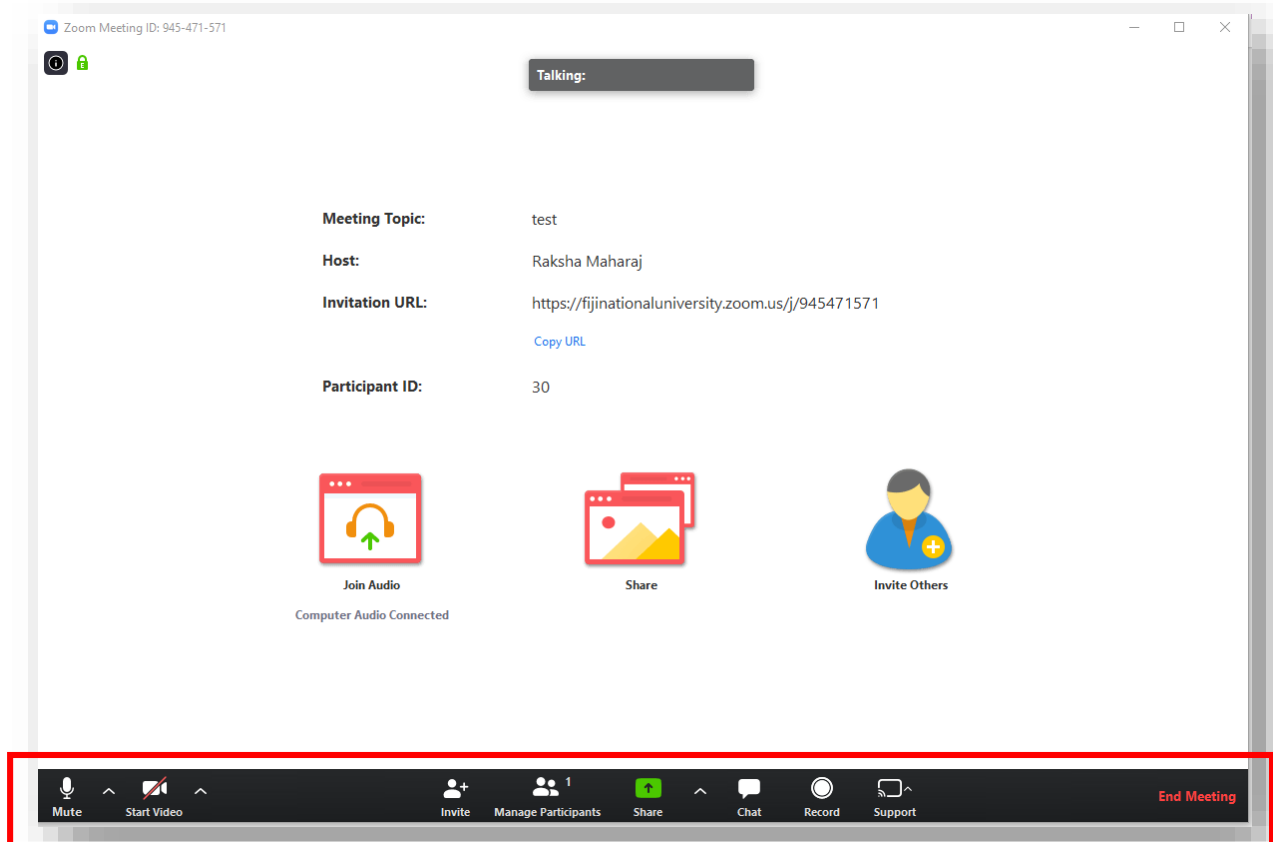 Zoom Meeting ID: 945-471-571
Talking:
Meeting Topic: test
Host: Raksha Maharaj
Invitation URL: https://fijinationaluniversity.zoom.us/j/945471571
Copy URL
Participant ID: 30
Join Audio Share Invite Others
Computer Audio Connected
Mute Start Video Invite Manage Participants 1 Share Chat Record Support End Meeting